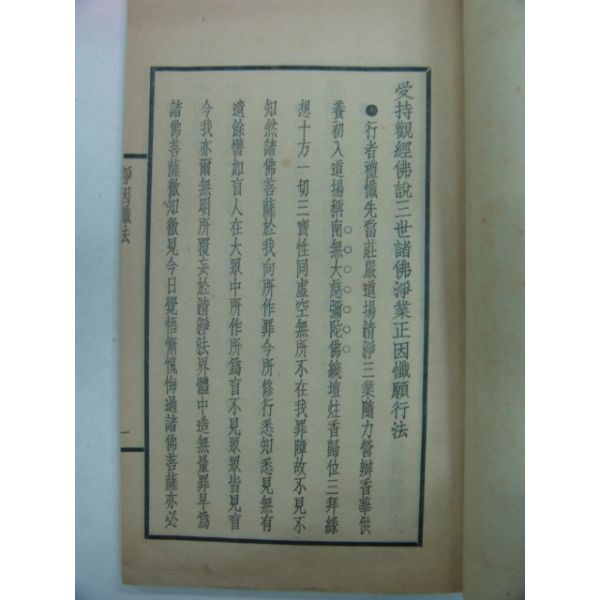 受持觀經佛說三世諸佛淨業正因懺願行法
●行者禮懺先當莊嚴道場清淨三業隨力營辦香華供
養初入道場稱南無大慈彌陀佛繞壇炷香歸位三拜緣
想十方一切三寶性同虛空無所不在我罪障故不見不
知然諸佛菩薩於我向所作罪今所修行悉知悉見無有
遺餘譬如盲人在大眾中所作所為盲不見眾眾皆見盲
今我亦爾無明所覆妄於清淨法界體中造無量罪早為
諸佛菩薩徹知徹見今日覺悟慚愧悔過諸佛菩薩亦必
淨因懺法
一